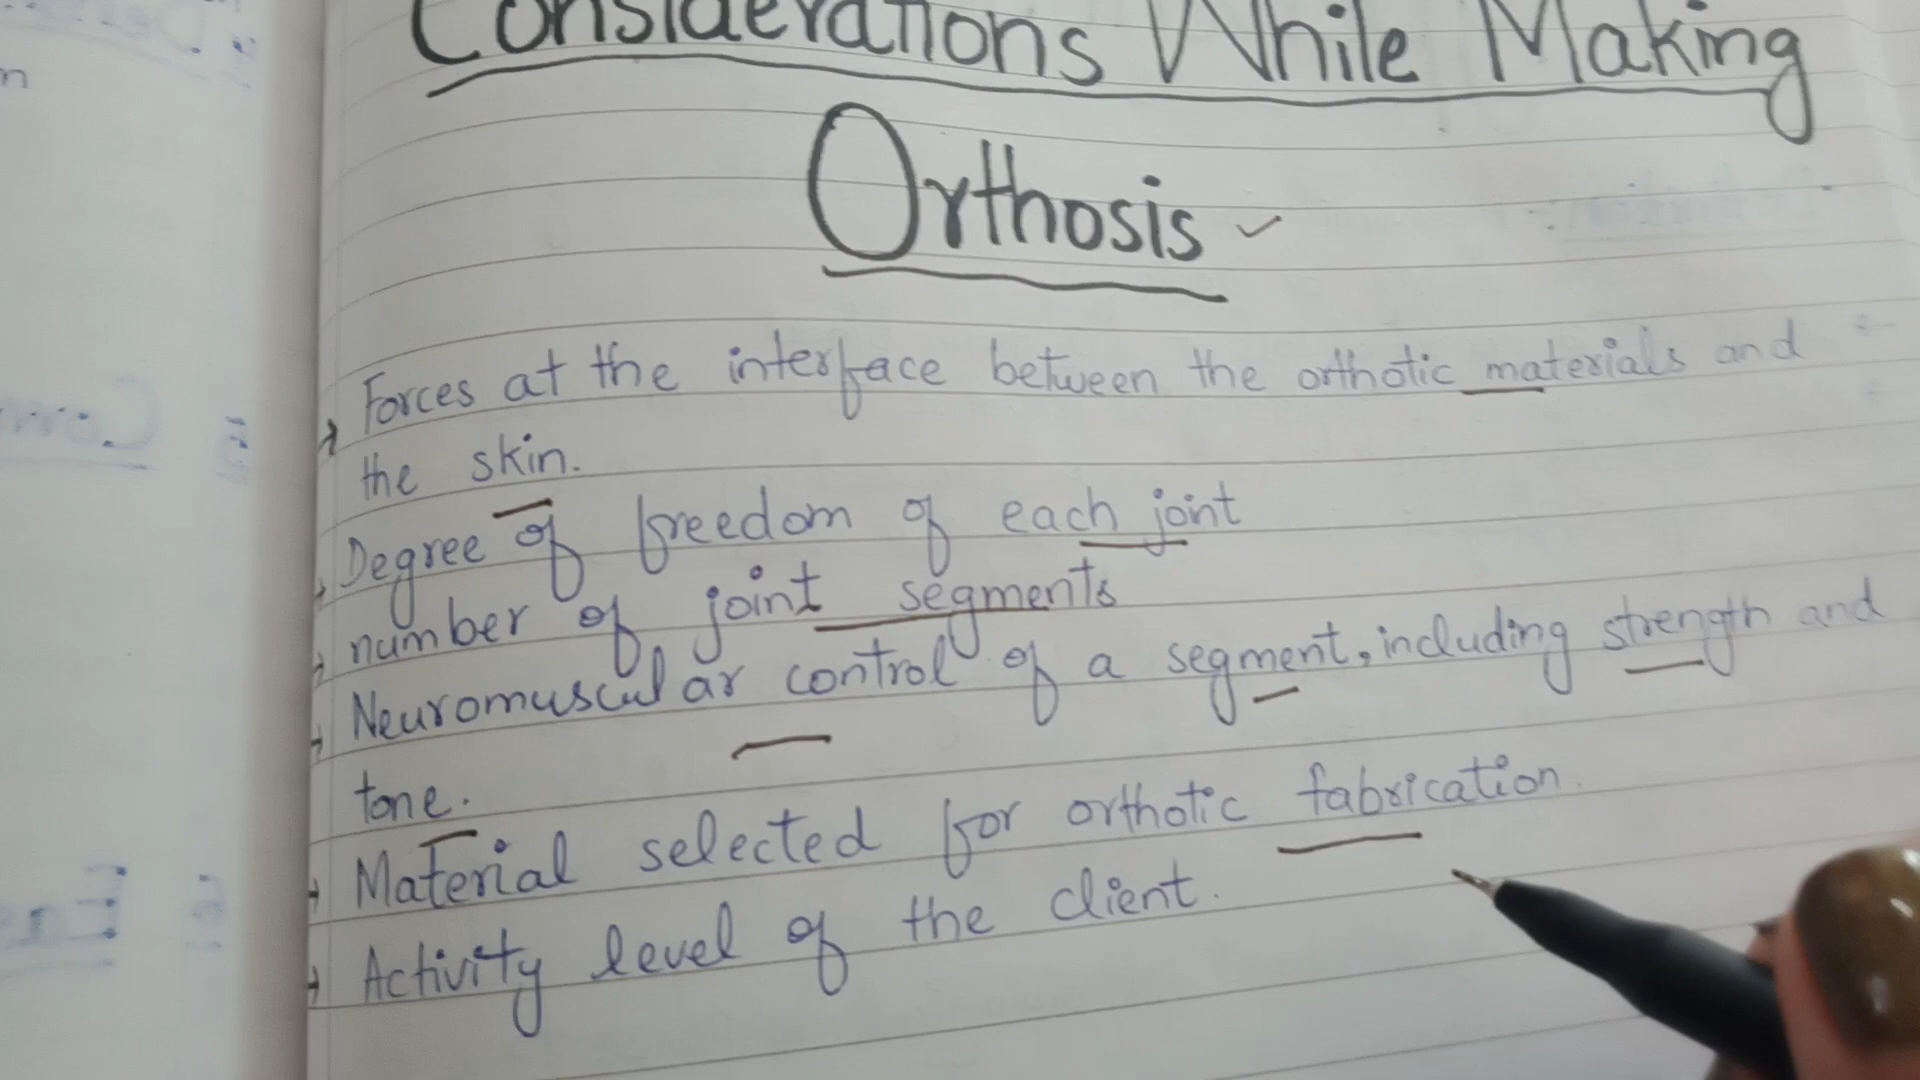 Considerations While Making
Orthosis
Forces at the interface between the orthotic materials and
the skin.
Degree of freedom of each joint
number of joint segments
Neuromuscular control of a segment, including strength and
tone.
Material selected for orthotic fabrication.
Activity level of the client.